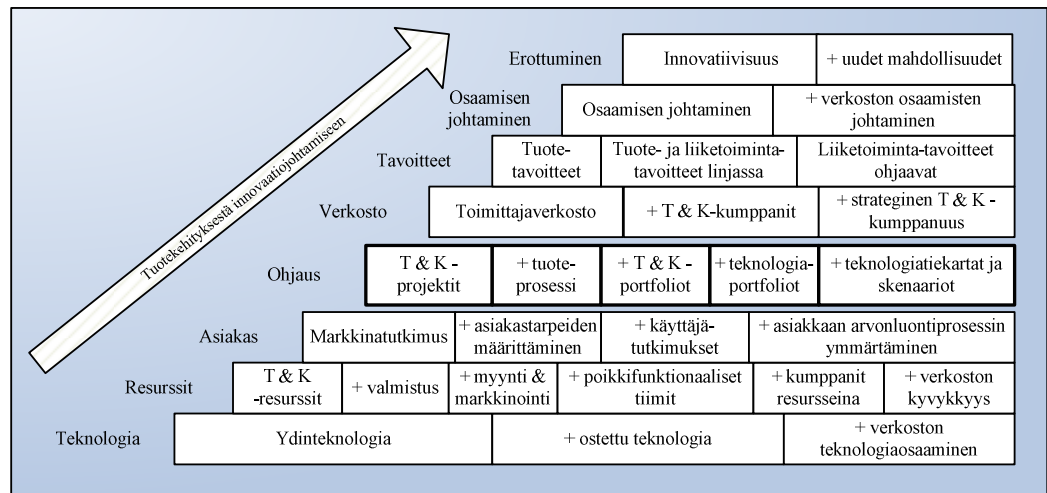 Tuotekehityksestä innovaatiojohtamiseen
Erottuminen
Innovatiivisuus
+ uudet mahdollisuudet
Osaamisen
johtaminen
Osaamisen johtaminen
+ verkoston osaamisten
johtaminen
Tavoitteet
Tuote-
tavoitteet
Tuote- ja liiketoiminta-
tavoitteet linjassa
Liiketoiminta-tavoitteet
ohjaavat
Verkosto
Toimittajaverkosto
+ T & K-kumppanit
+ strateginen T & K -
kumppanuus
Ohjaus
T & K -
projektit
+ tuote-
prosessi
+ T & K -
portfoliot
+ teknologia-
portfoliot
+ teknologiatiekartat ja
skenaariot
Asiakas
Markkinatutkimus
+ asiakastarpeiden
määrittäminen
+ käyttäjä-
tutkimukset
+ asiakkaan arvonluontiprosessin
ymmärtäminen
Resurssit
T & K
-resurssit
+ valmistus
+ myynti &
markkinointi
+ poikkifunktionaaliset
tiimit
+ kumppanit
resursseina
+ verkoston
kyvykkyys
Teknologia
Ydinteknologia
+ ostettu teknologia
+ verkoston
teknologiaosaaminen